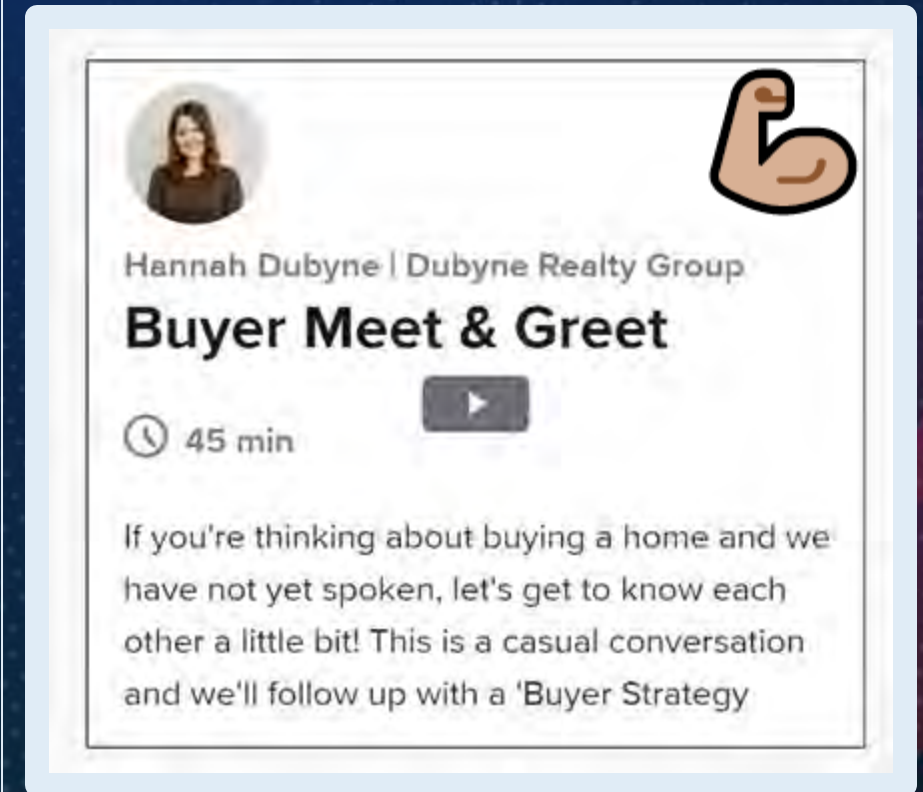 Hannah Dubyne | Dubyne Realty Group
Buyer Meet & Greet
45 min
If you're thinking about buying a home and we
have not yet spoken, let's get to know each
other a little bit! This is a casual conversation
and we'll follow up with a 'Buyer Strategy